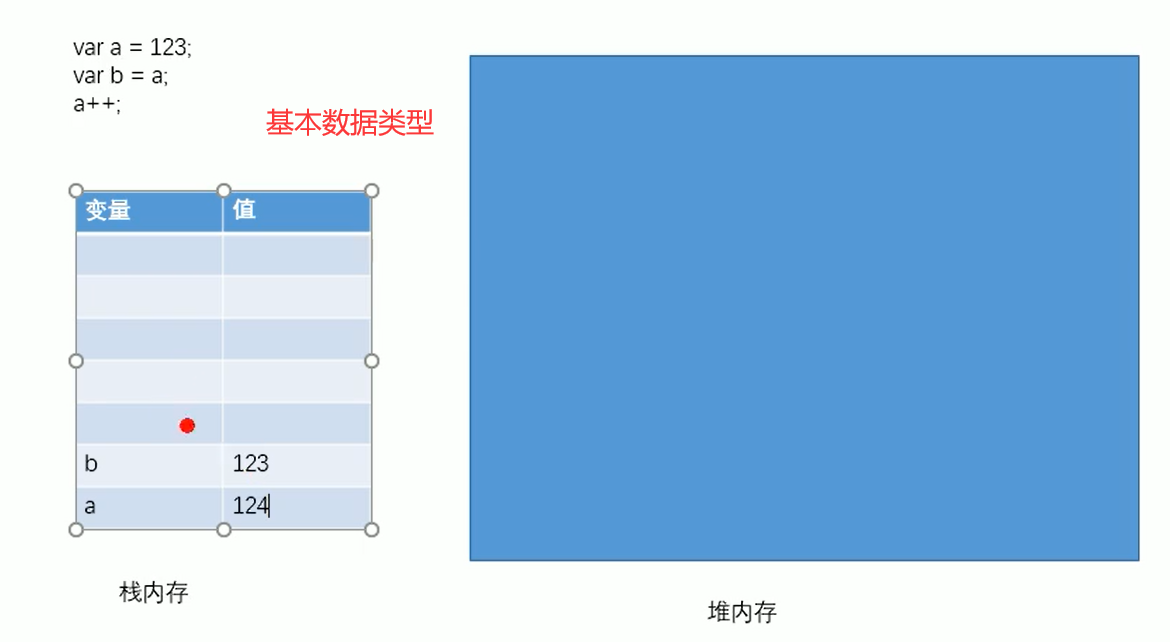 var a = 123;
var b = a;
a++;
基本数据类型
变量 值
b 123
a 124
栈内存
堆内存